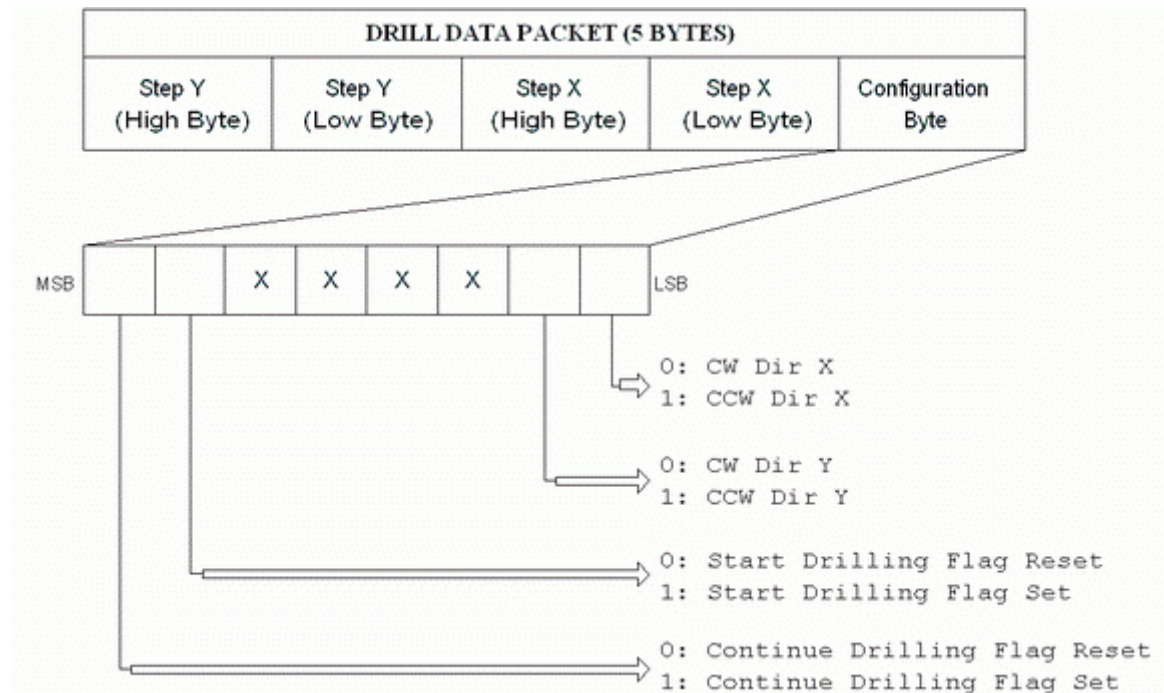 DRILL DATA PACKET (5 BYTES)
Step Y
(High Byte)
Step Y
(Low Byte)
Step X
(High Byte)
Step X
(Low Byte)
Configuration
Byte
MSB
X
X
X
X
LSB
0: CW Dir X
1: CCW Dir X
0: CW Dir Y
1: CCW Dir Y
0: Start Drilling Flag Reset
1: Start Drilling Flag Set
0: Continue Drilling Flag Reset
1: Continue Drilling Flag Set